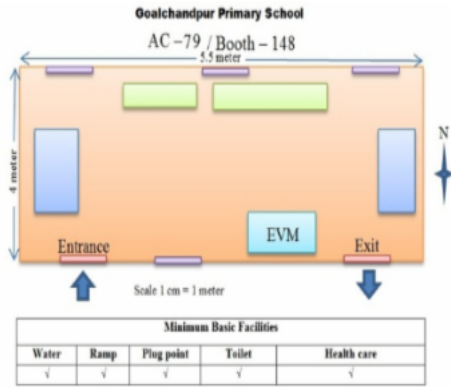 Goalchandpur Primary School
AC – 79 / Booth – 148
5.5 meter
4 meter
N
EVM
Entrance
Exit
Scale 1 cm = 1 meter
Minimum Basic Facilities
Water Ramp Plug point Toilet Health care
√ √ √ √ √